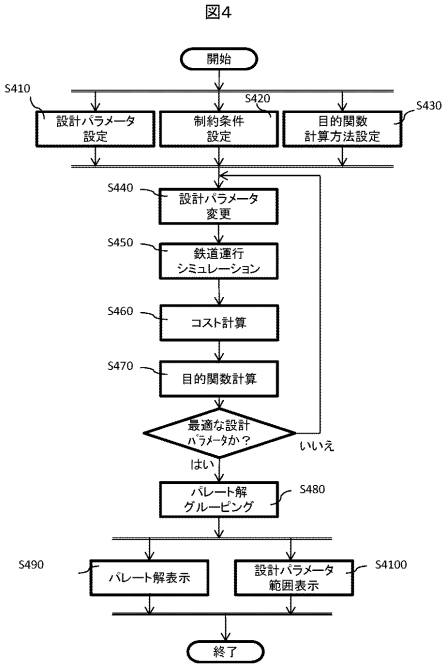 図４
開始
S410
S420
S430
設計パラメータ
設定
制約条件
設定
目的関数
計算方法設定
S440
設計パラメータ
変更
S450
鉄道運行
シミュレーション
S460
コスト計算
S470
目的関数計算
最適な設計
パラメータか？
いいえ
はい
パレート解
グルーピング
S480
S490
パレート解表示
設計パラメータ
範囲表示
S4100
終了